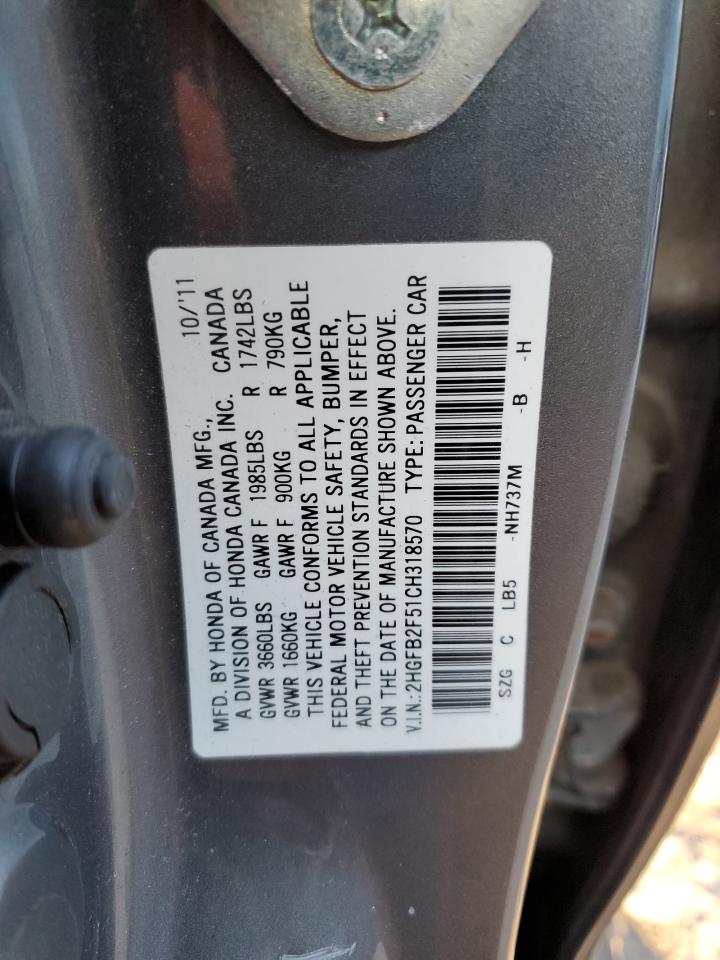 MFD. BY HONDA OF CANADA MFG., 10/'11
A DIVISION OF HONDA CANADA INC. CANADA
GVWR 3660LBS GAWR F 1985LBS R 1742LBS
GVWR 1660KG GAWR F 900KG R 790KG
THIS VEHICLE CONFORMS TO ALL APPLICABLE
FEDERAL MOTOR VEHICLE SAFETY, BUMPER,
AND THEFT PREVENTION STANDARDS IN EFFECT
ON THE DATE OF MANUFACTURE SHOWN ABOVE.
V.I.N.: 2HGFB2F51CH318570 TYPE: PASSENGER CAR
SZG C LB5 -NH737M -B -H